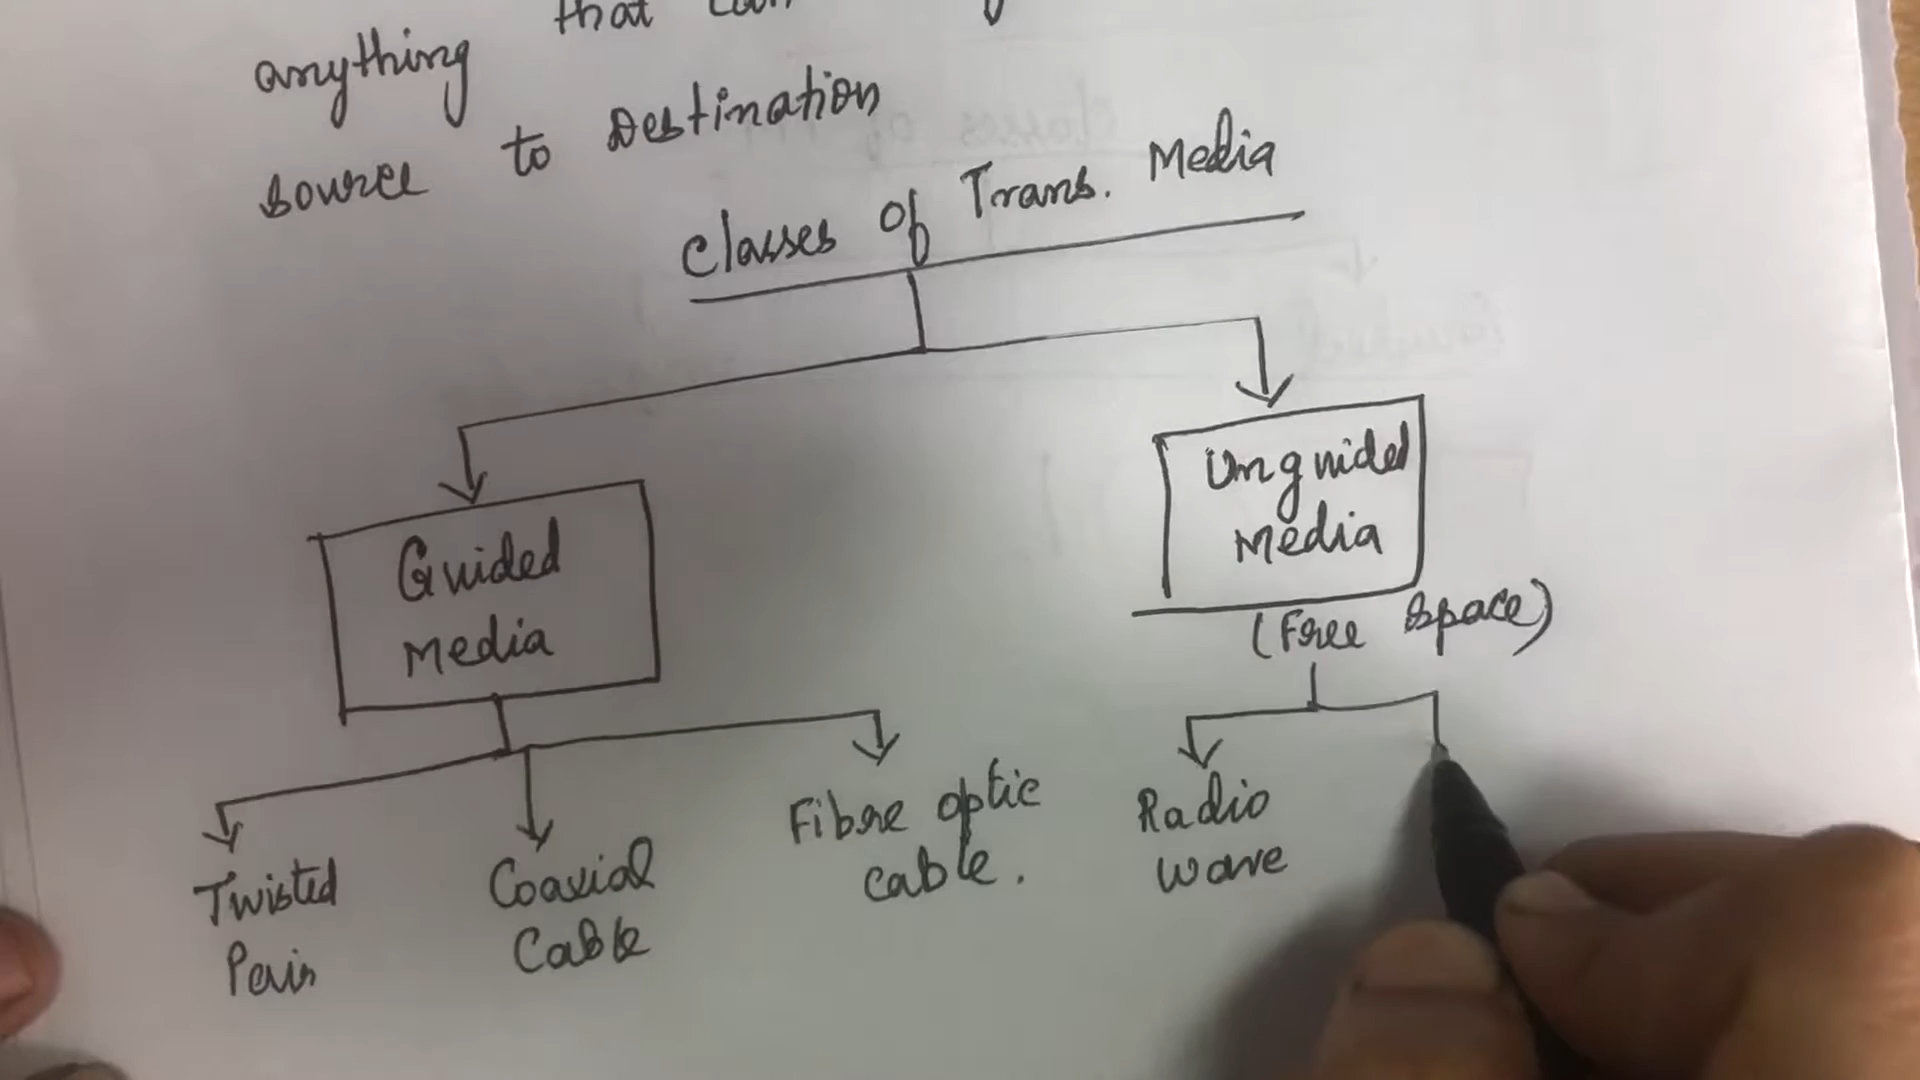 anything that can
source to Destination
Classes of Trans. Media
Guided
Media
Unguided
Media
(Free space)
Twisted
Pair
Coaxial
Cable
Fibre optic
cable.
Radio
wave